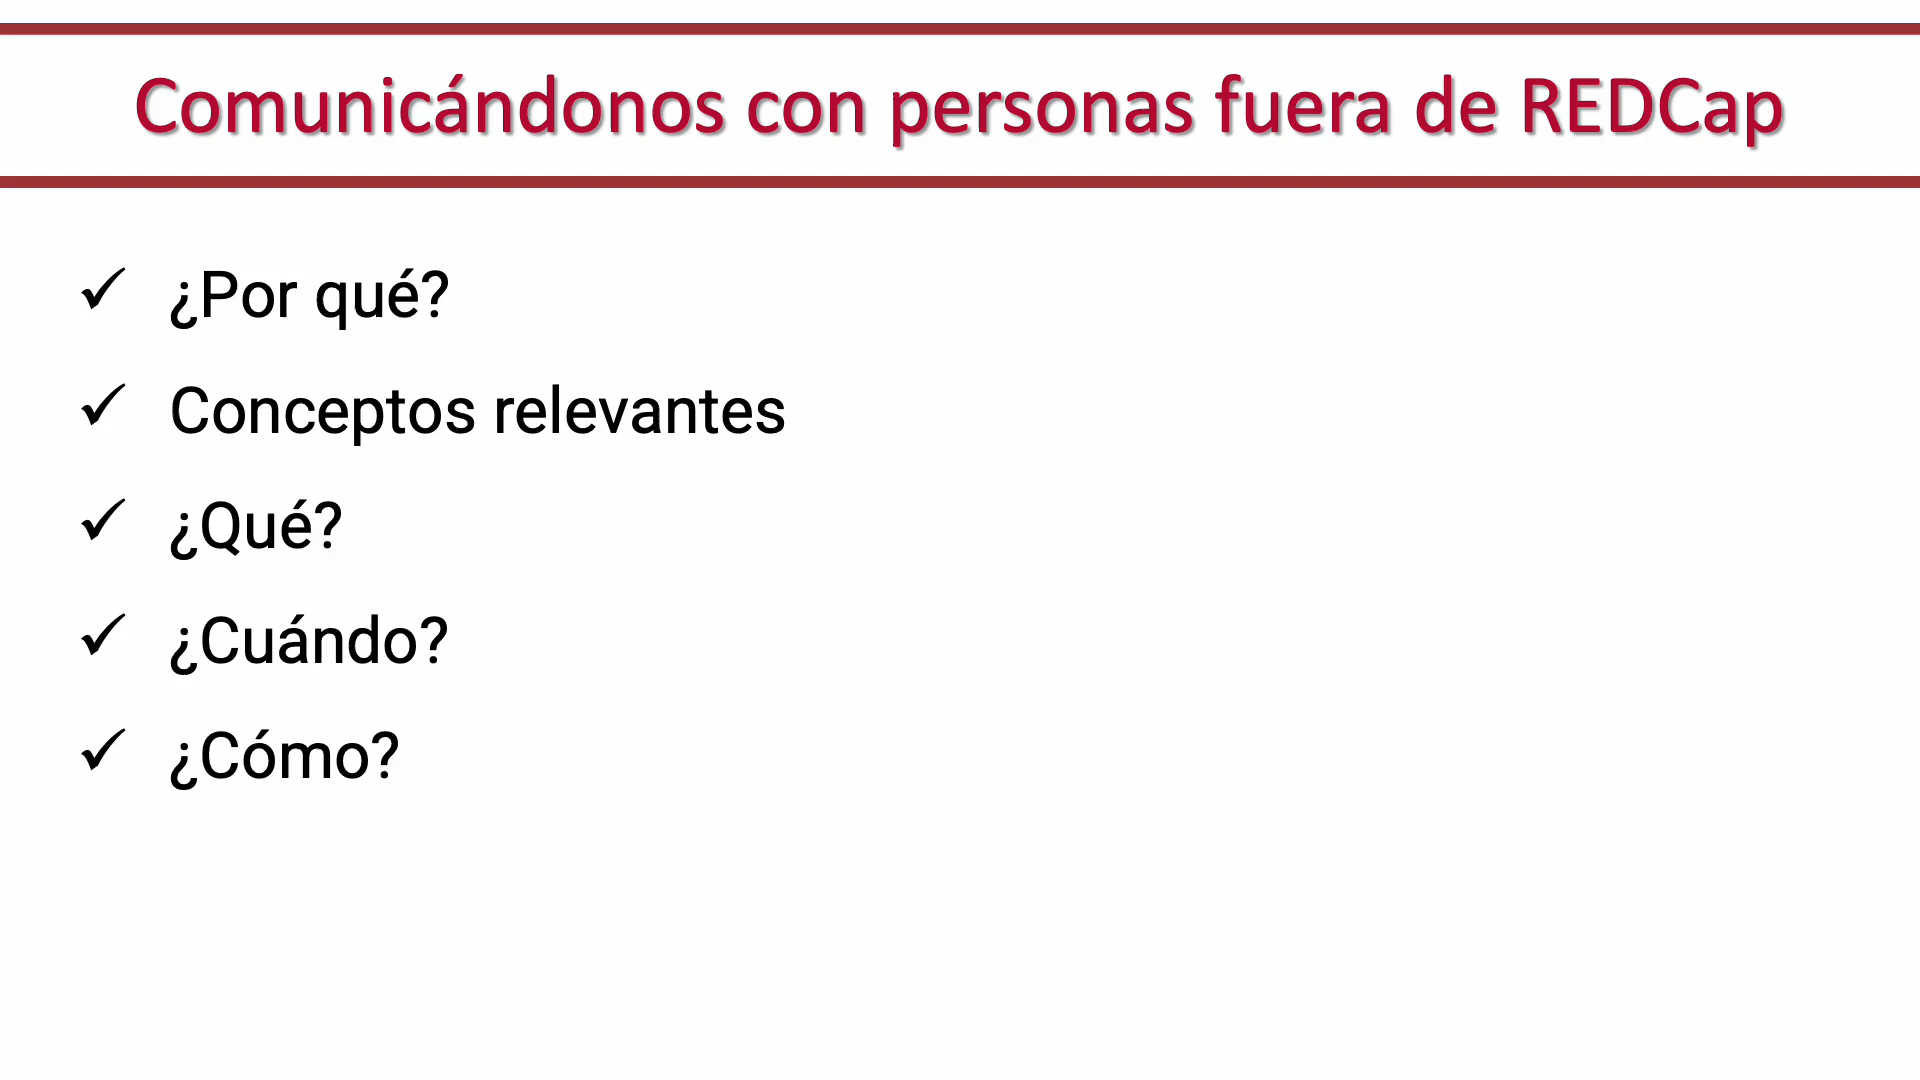 Comunicándonos con personas fuera de REDCap
✓ ¿Por qué?
✓ Conceptos relevantes
✓ ¿Qué?
✓ ¿Cuándo?
✓ ¿Cómo?